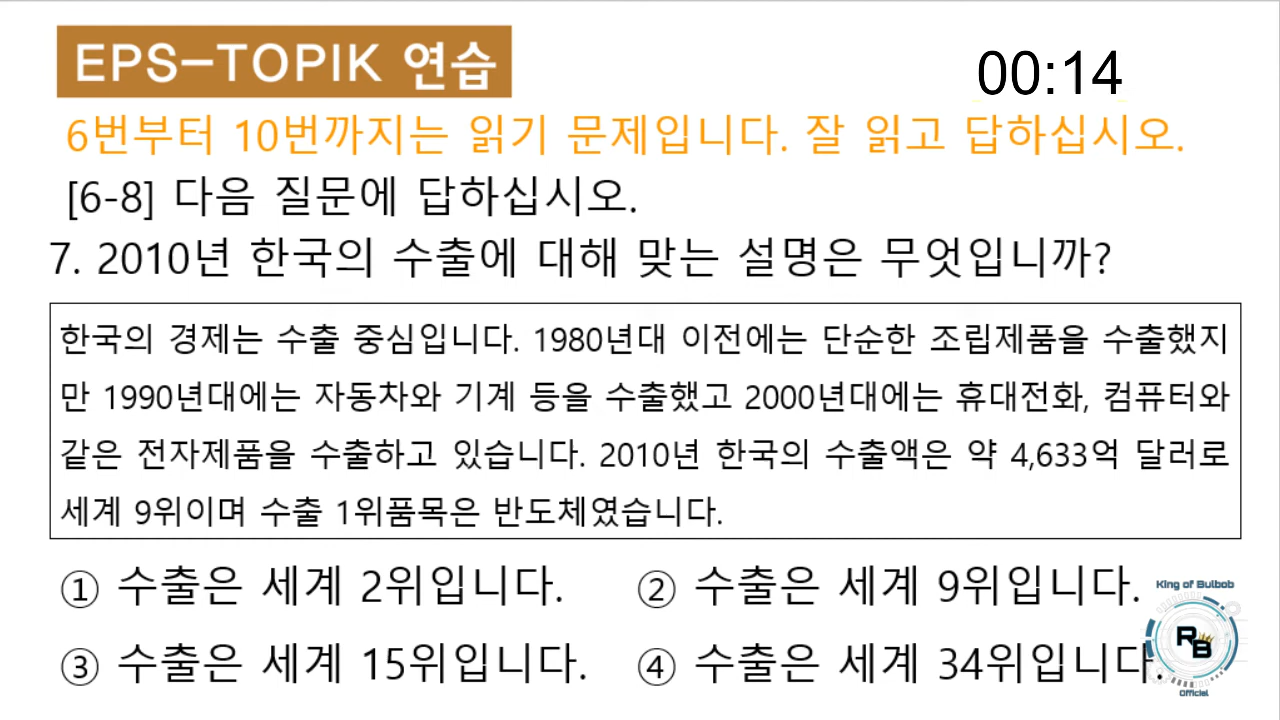 EPS-TOPIK 연습
00:14
6번부터 10번까지는 읽기 문제입니다. 잘 읽고 답하십시오.
[6-8] 다음 질문에 답하십시오.
7. 2010년 한국의 수출에 대해 맞는 설명은 무엇입니까?
한국의 경제는 수출 중심입니다. 1980년대 이전에는 단순한 조립제품을 수출했지
만 1990년대에는 자동차와 기계 등을 수출했고 2000년대에는 휴대전화, 컴퓨터와
같은 전자제품을 수출하고 있습니다. 2010년 한국의 수출액은 약 4,633억 달러로
세계 9위이며 수출 1위품목은 반도체였습니다.
① 수출은 세계 2위입니다.
② 수출은 세계 9위입니다.
③ 수출은 세계 15위입니다.
④ 수출은 세계 34위입니다.
King of Bulbob
RB
Officiel